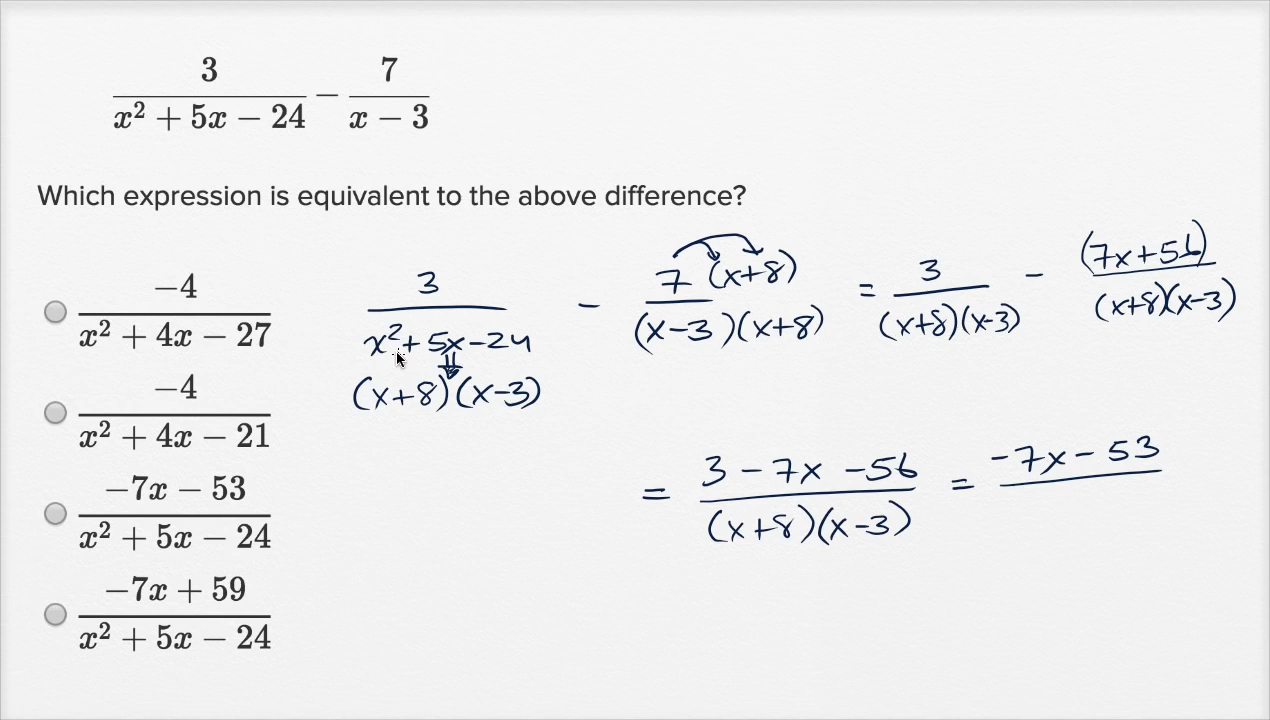 3/(x² + 5x − 24) − 7/(x − 3)
Which expression is equivalent to the above difference?
−4/(x² + 4x − 27)
−4/(x² + 4x − 21)
(−7x − 53)/(x² + 5x − 24)
(−7x + 59)/(x² + 5x − 24)
3/(x²+5x−24) − 7(x+8)/((x−3)(x+8)) = 3/((x+8)(x−3)) − (7x+56)/((x+8)(x−3))
(x+8)(x−3)
= (3−7x−56)/((x+8)(x−3)) = −7x−53